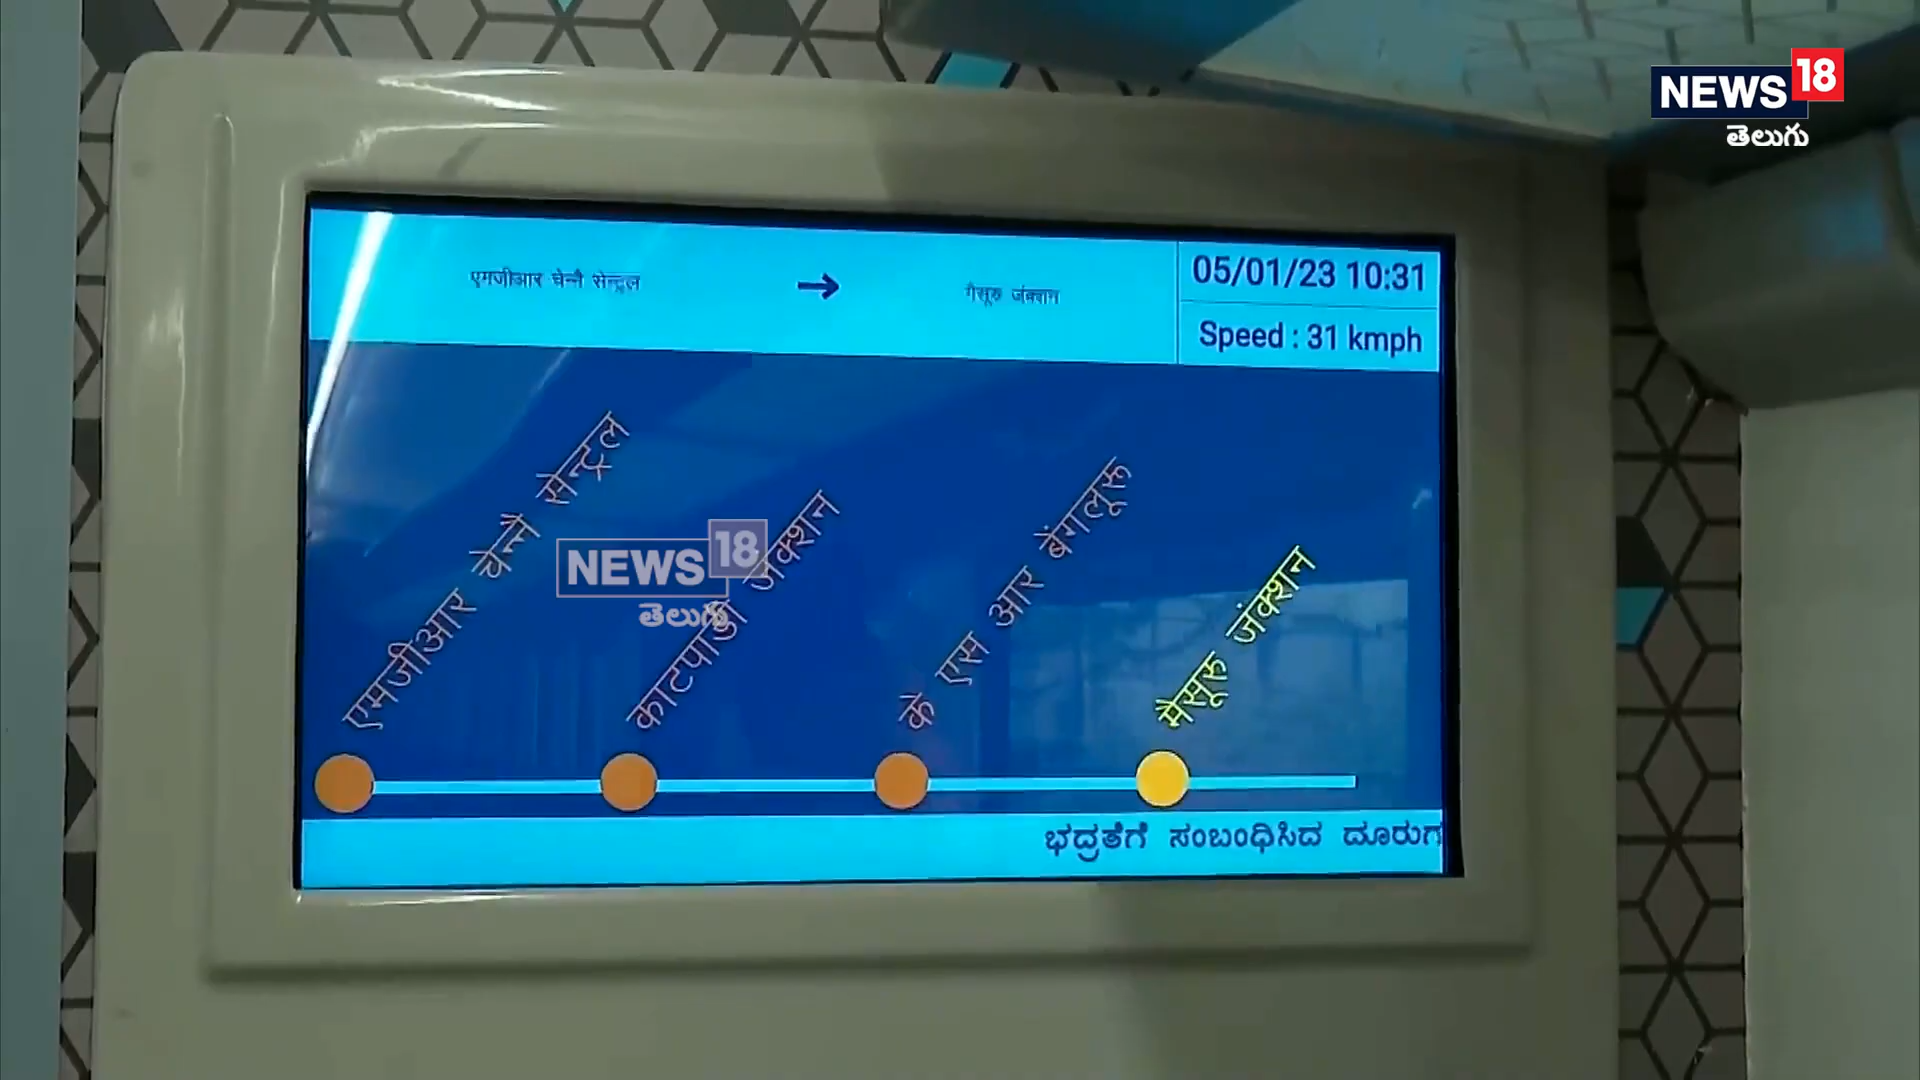 NEWS18
తెలుగు
एमजीआर चेन्नै सेन्ट्रल → मैसूरु जंक्शन
05/01/23 10:31
Speed : 31 kmph
एमजीआर चेन्नै सेन्ट्रल
काटपाडी जंक्शन
के एस आर बेंगलूरू
मैसूरू जंक्शन
NEWS18
తెలుగు
ಭದ್ರತೆಗೆ ಸಂಬಂಧಿಸಿದ ದೂರುಗ